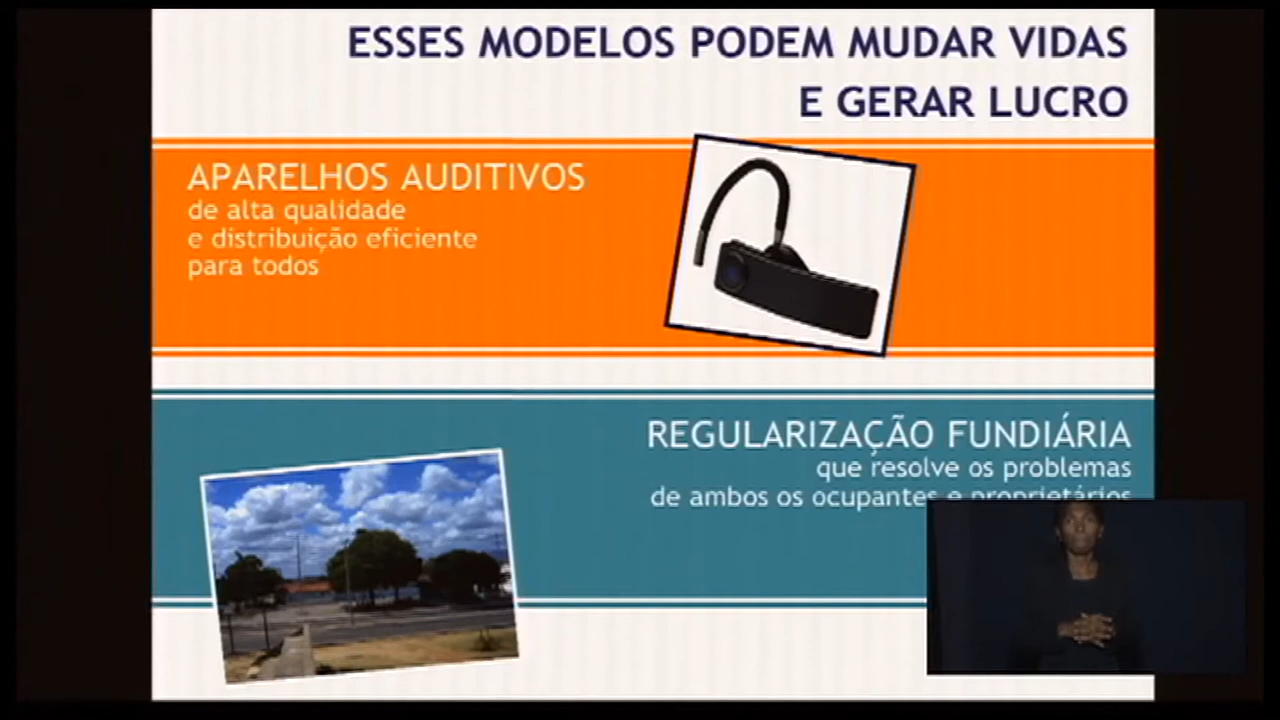 ESSES MODELOS PODEM MUDAR VIDAS
E GERAR LUCRO
APARELHOS AUDITIVOS
de alta qualidade
e distribuição eficiente
para todos
REGULARIZAÇÃO FUNDIÁRIA
que resolve os problemas
de ambos os ocupantes e proprietários